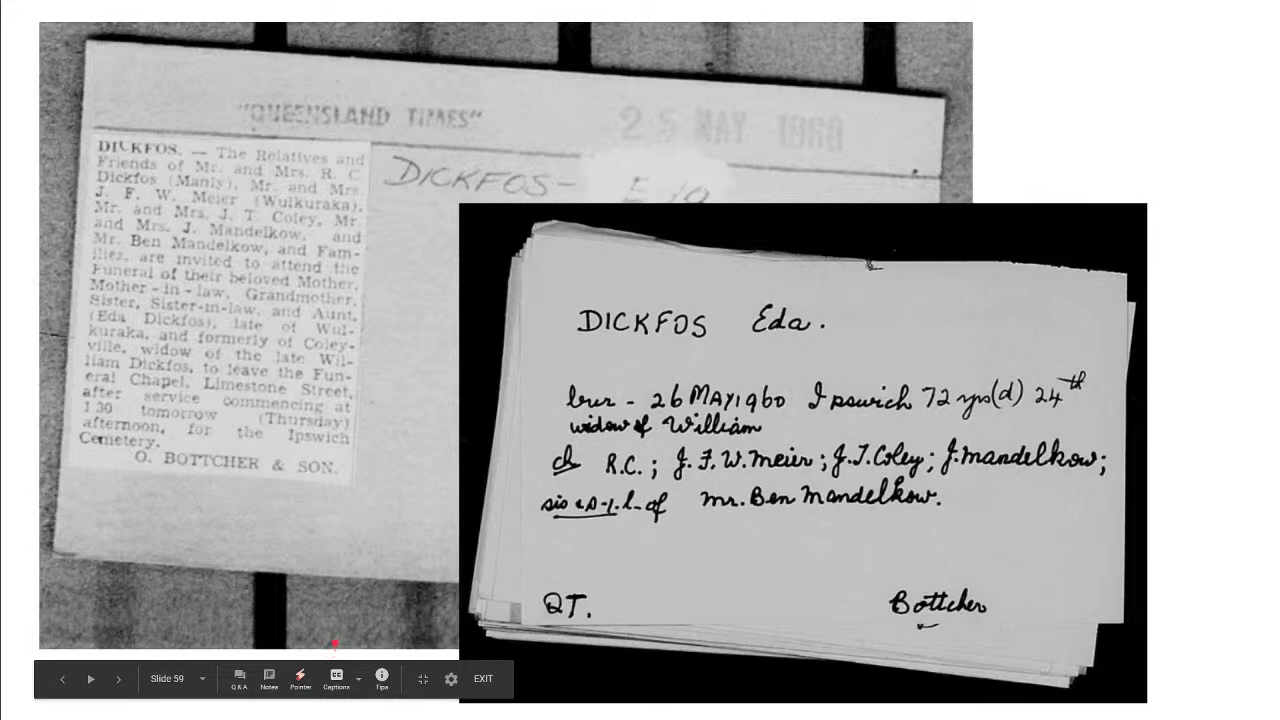 "QUEENSLAND TIMES"
25 MAY 1960
DICKFOS. — The Relatives and
Friends of Mr. and Mrs. R. C
Dickfos (Manly), Mr. and Mrs
J. F. W. Meier (Wulkuraka),
Mr. and Mrs. J. T. Coley, Mr
and Mrs. J. Mandelkow, and
Mr. Ben Mandelkow, and Fam-
ilies, are invited to attend the
Funeral of their beloved Mother,
Mother-in-law, Grandmother,
Sister, Sister-in-law, and Aunt,
(Eda Dickfos), late of Wul-
kuraka, and formerly of Coley-
ville, widow of the late Wil-
liam Dickfos, to leave the Fun-
eral Chapel, Limestone Street,
after service commencing at
1.30 tomorrow (Thursday)
afternoon, for the Ipswich
Cemetery.
O. BOTTCHER & SON.
DICKFOS-
DICKFOS Eda.
bur - 26 MAY 1960 Ipswich 72 yrs (d) 24th
widow of William
ch R.C.; J.F.W. Meier; J.T. Coley; J. Mandelkow;
sis & s-i-l- of Mr. Ben Mandelkow.
QT. Bottcher
Slide 59
Q & A
Notes
Pointer
Captions
Tips
EXIT